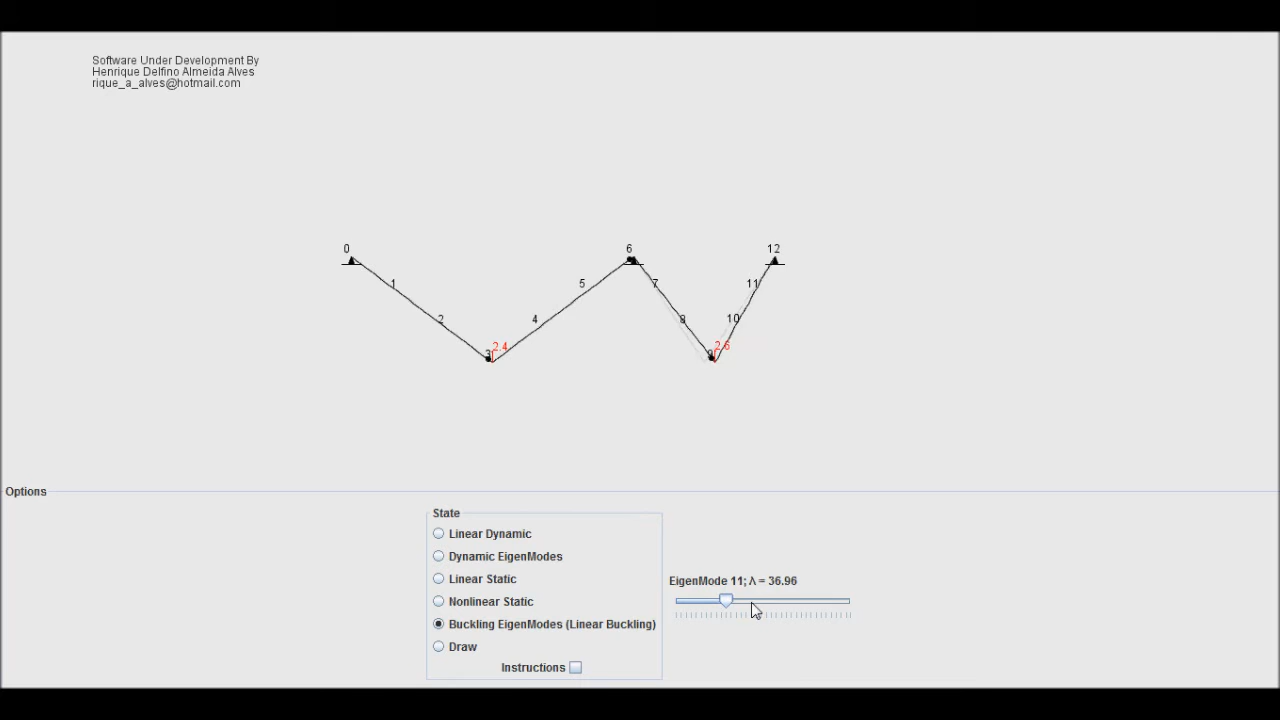 Software Under Development By
Henrique Delfino Almeida Alves
rique_a_alves@hotmail.com
0
6
12
1
5
7
11
2
4
8
10
3
2.4
9
2.6
Options
State
Linear Dynamic
Dynamic EigenModes
Linear Static
EigenMode 11; Λ = 36.96
Nonlinear Static
Buckling EigenModes (Linear Buckling)
Draw
Instructions